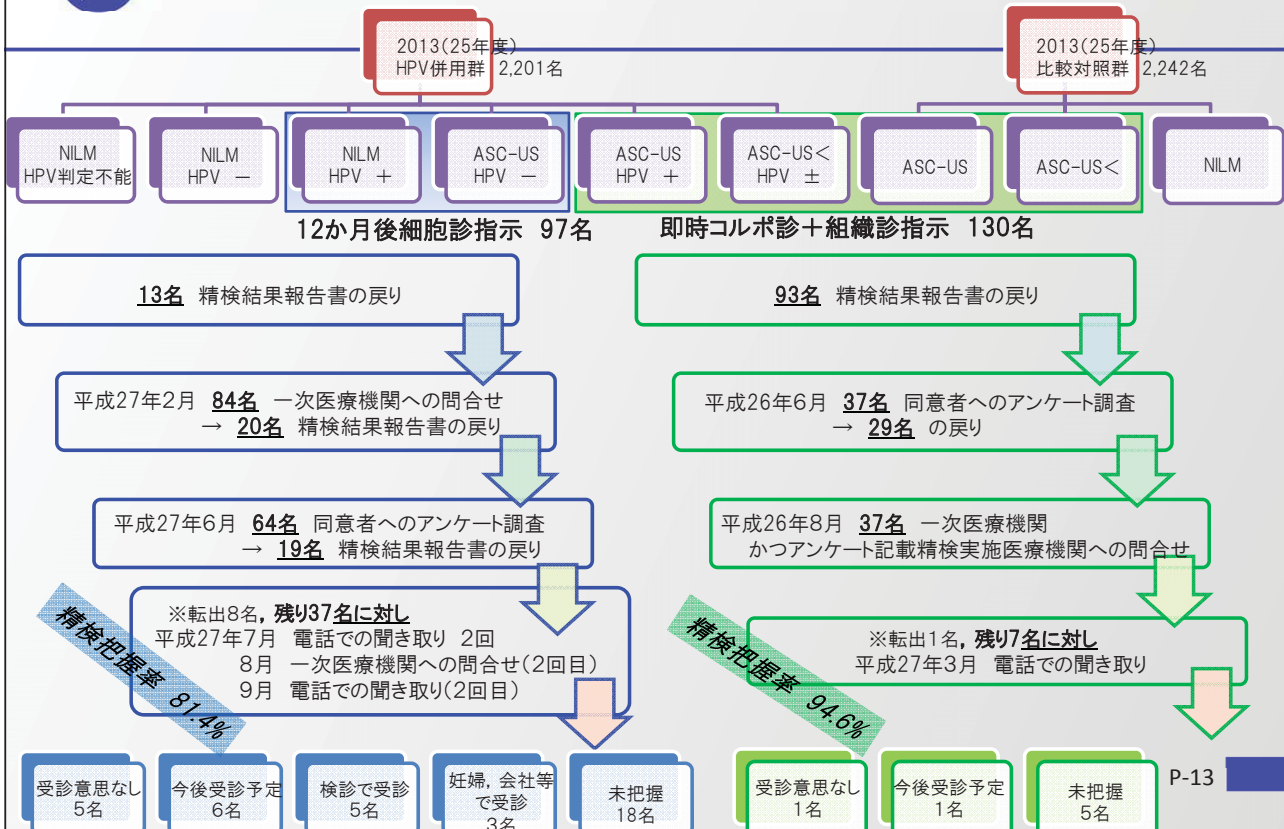 2013(25年度)
HPV併用群 2,201名
2013(25年度)
比較対照群 2,242名
NILM
HPV判定不能
NILM
HPV －
NILM
HPV ＋
ASC-US
HPV －
ASC-US
HPV ＋
ASC-US＜
HPV ±
ASC-US
ASC-US＜
NILM
12か月後細胞診指示 97名
即時コルポ診＋組織診指示 130名
13名 精検結果報告書の戻り
平成27年2月 84名 一次医療機関への問合せ
→ 20名 精検結果報告書の戻り
平成27年6月 64名 同意者へのアンケート調査
→ 19名 精検結果報告書の戻り
※転出8名，残り37名に対し
平成27年7月 電話での聞き取り 2回
8月 一次医療機関への問合せ(2回目)
9月 電話での聞き取り(2回目)
精検把握率 81.4%
93名 精検結果報告書の戻り
平成26年6月 37名 同意者へのアンケート調査
→ 29名 の戻り
平成26年8月 37名 一次医療機関
かつアンケート記載精検実施医療機関への問合せ
※転出1名，残り7名に対し
平成27年3月 電話での聞き取り
精検把握率 94.6%
受診意思なし
5名
今後受診予定
6名
検診で受診
5名
妊婦，会社等
で受診
3名
未把握
18名
受診意思なし
1名
今後受診予定
1名
未把握
5名
P-13